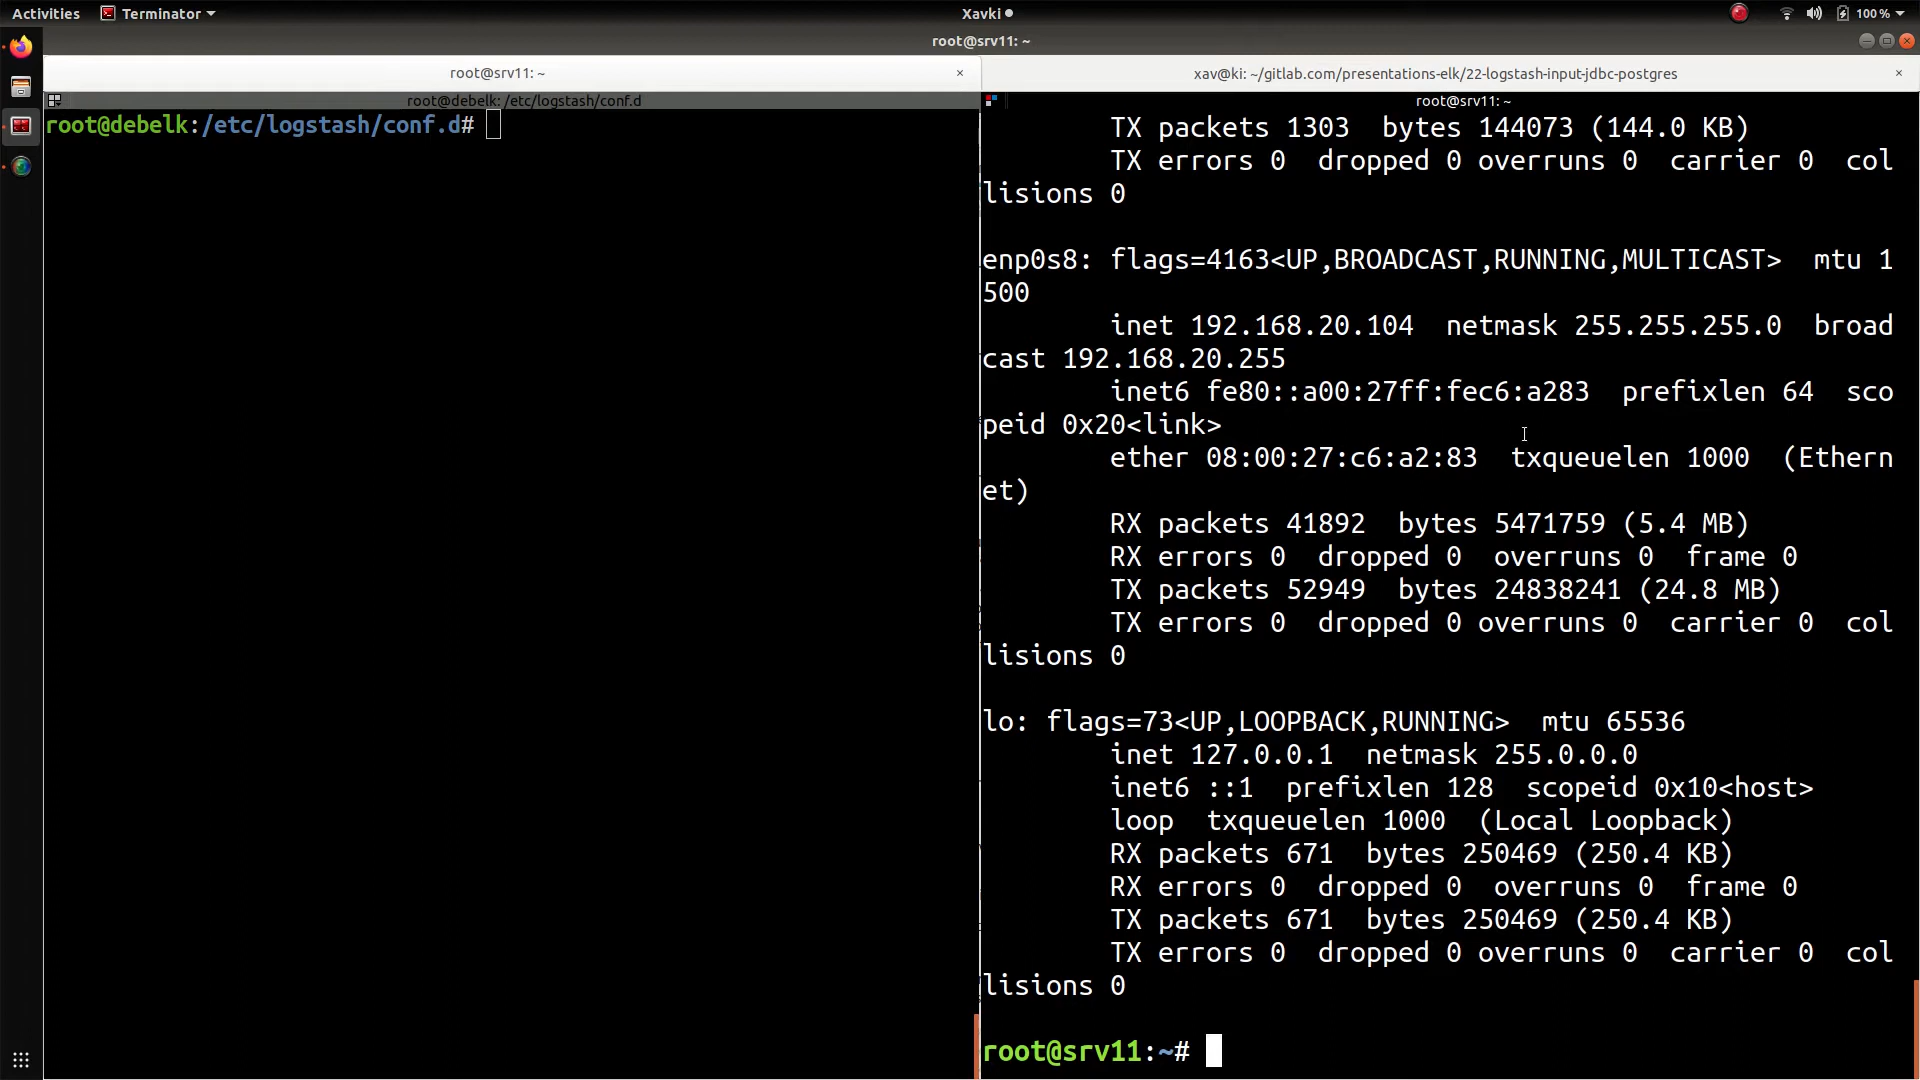 Activities
Terminator
Xavki
100 %
root@srv11: ~
root@srv11: ~
×
xav@ki: ~/gitlab.com/presentations-elk/22-logstash-input-jdbc-postgres
×
root@debelk: /etc/logstash/conf.d
root@debelk:/etc/logstash/conf.d#
root@srv11: ~
TX packets 1303  bytes 144073 (144.0 KB)
TX errors 0  dropped 0 overruns 0  carrier 0  col
lisions 0
enp0s8: flags=4163<UP,BROADCAST,RUNNING,MULTICAST>  mtu 1
500
inet 192.168.20.104  netmask 255.255.255.0  broad
cast 192.168.20.255
inet6 fe80::a00:27ff:fec6:a283  prefixlen 64  sco
peid 0x20<link>
ether 08:00:27:c6:a2:83  txqueuelen 1000  (Ethern
et)
RX packets 41892  bytes 5471759 (5.4 MB)
RX errors 0  dropped 0  overruns 0  frame 0
TX packets 52949  bytes 24838241 (24.8 MB)
TX errors 0  dropped 0 overruns 0  carrier 0  col
lisions 0
lo: flags=73<UP,LOOPBACK,RUNNING>  mtu 65536
inet 127.0.0.1  netmask 255.0.0.0
inet6 ::1  prefixlen 128  scopeid 0x10<host>
loop  txqueuelen 1000  (Local Loopback)
RX packets 671  bytes 250469 (250.4 KB)
RX errors 0  dropped 0  overruns 0  frame 0
TX packets 671  bytes 250469 (250.4 KB)
TX errors 0  dropped 0 overruns 0  carrier 0  col
lisions 0
root@srv11:~#